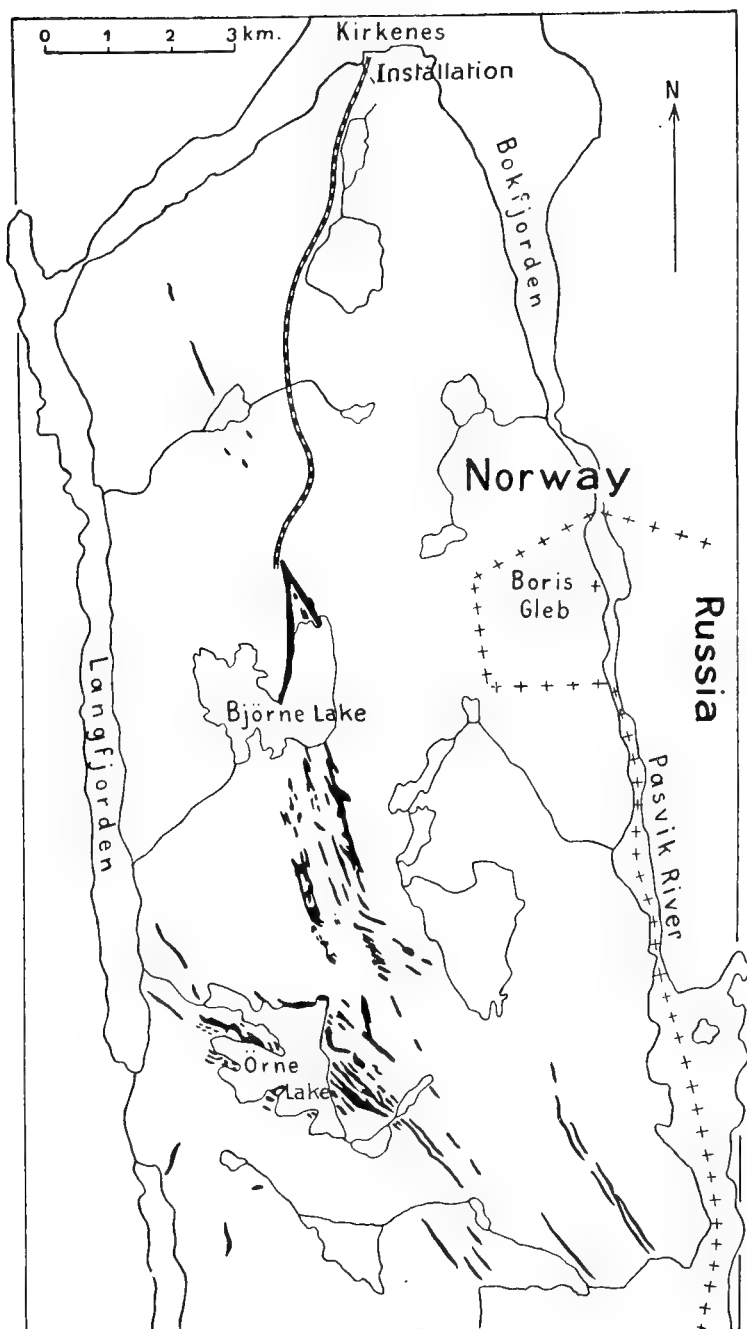 0 1 2 3 km.
Kirkenes
Installation
N
Bokfjorden
Norway
Boris
Gleb
Russia
Langfjorden
Björne Lake
Pasvik River
Örne
Lake